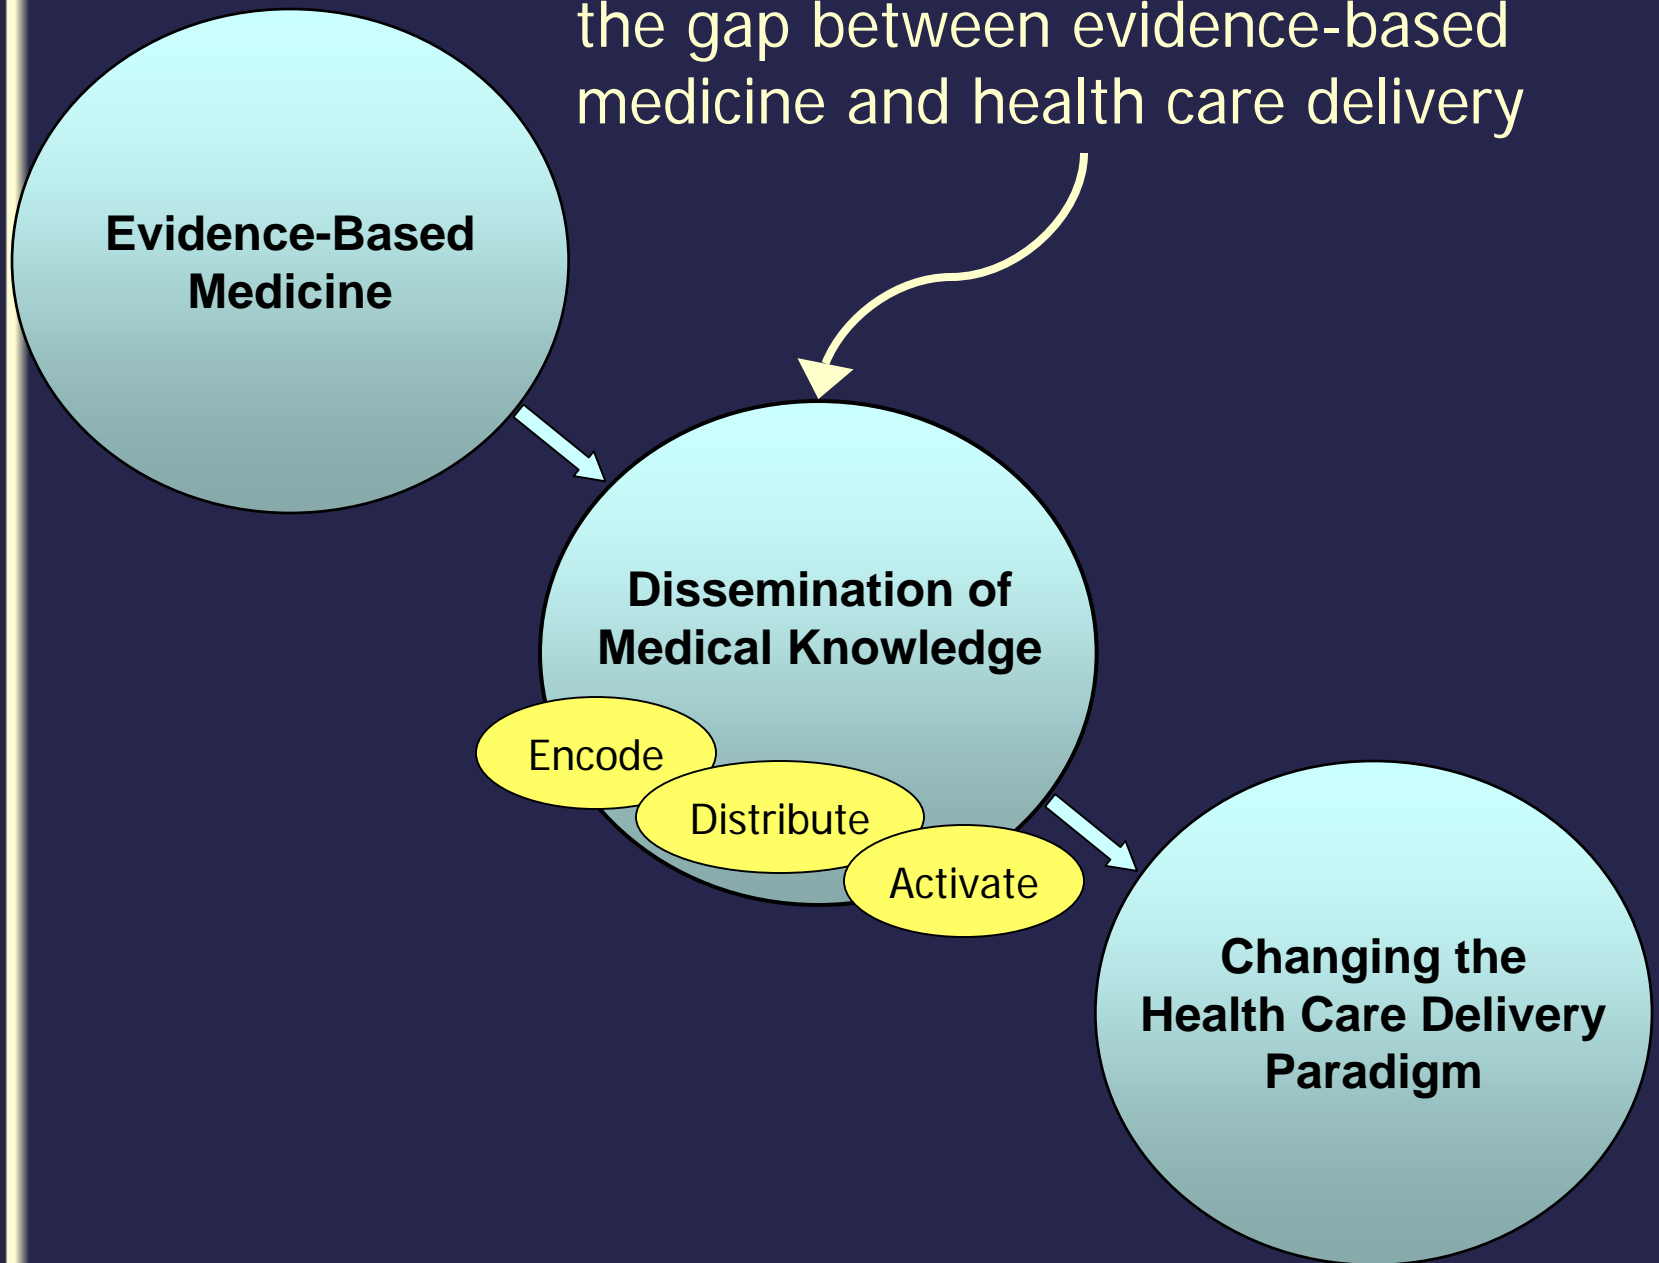 the gap between evidence-based
medicine and health care delivery
Evidence-Based
Medicine
Dissemination of
Medical Knowledge
Encode
Distribute
Activate
Changing the
Health Care Delivery
Paradigm